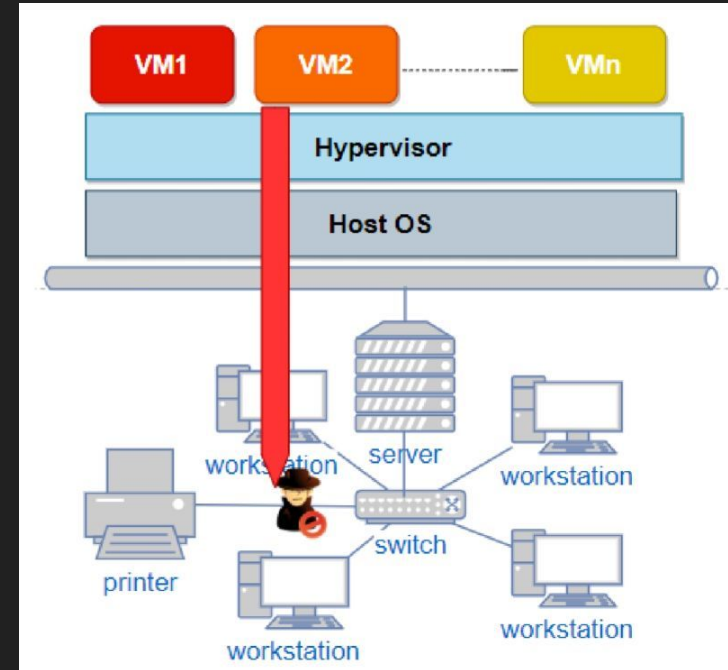 VM1
VM2
VMn
Hypervisor
Host OS
workstation
server
workstation
switch
printer
workstation
workstation